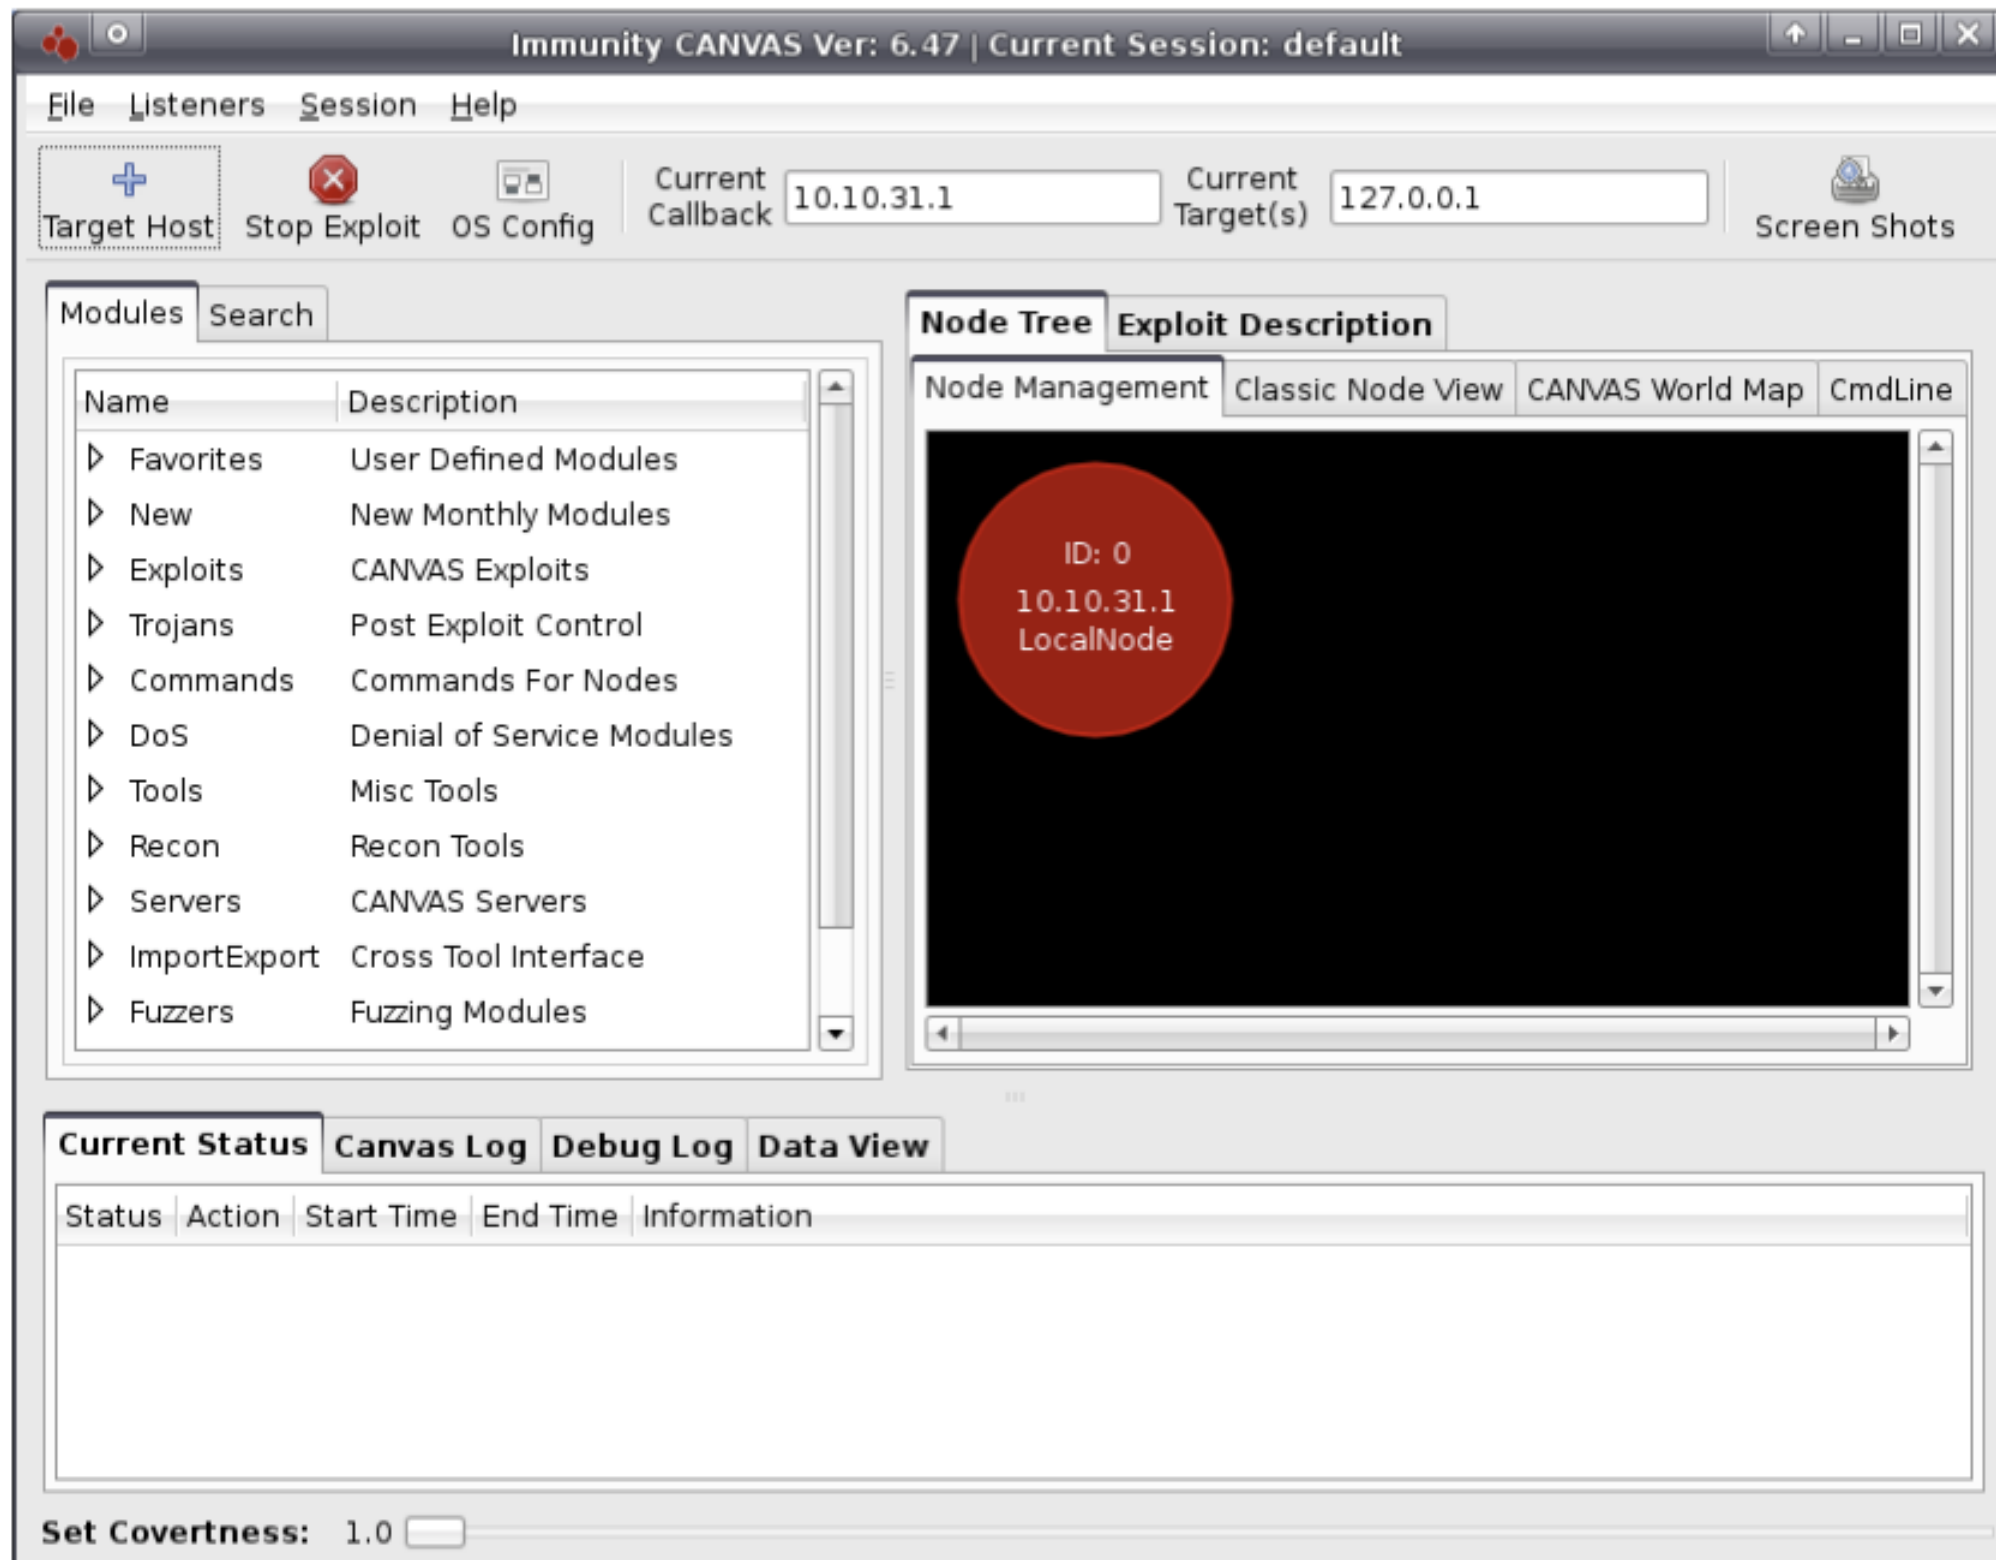 Immunity CANVAS Ver: 6.47 | Current Session: default
File Listeners Session Help
Target Host
Stop Exploit
OS Config
Current
Callback
10.10.31.1
Current
Target(s)
127.0.0.1
Screen Shots
Modules Search
Name Description
Favorites User Defined Modules
New New Monthly Modules
Exploits CANVAS Exploits
Trojans Post Exploit Control
Commands Commands For Nodes
DoS Denial of Service Modules
Tools Misc Tools
Recon Recon Tools
Servers CANVAS Servers
ImportExport Cross Tool Interface
Fuzzers Fuzzing Modules
Node Tree Exploit Description
Node Management Classic Node View CANVAS World Map CmdLine
ID: 0
10.10.31.1
LocalNode
Current Status Canvas Log Debug Log Data View
Status Action Start Time End Time Information
Set Covertness: 1.0